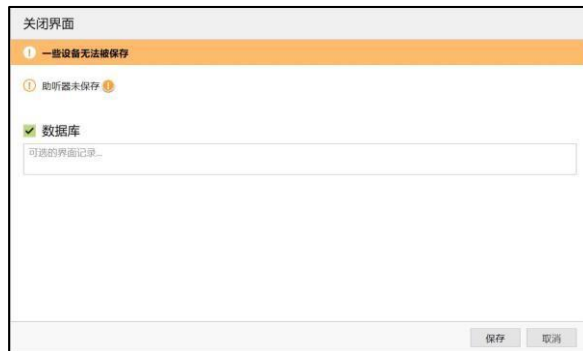 关闭界面
一些设备无法被保存
助听器未保存
数据库
可选的界面记录...
保存 取消